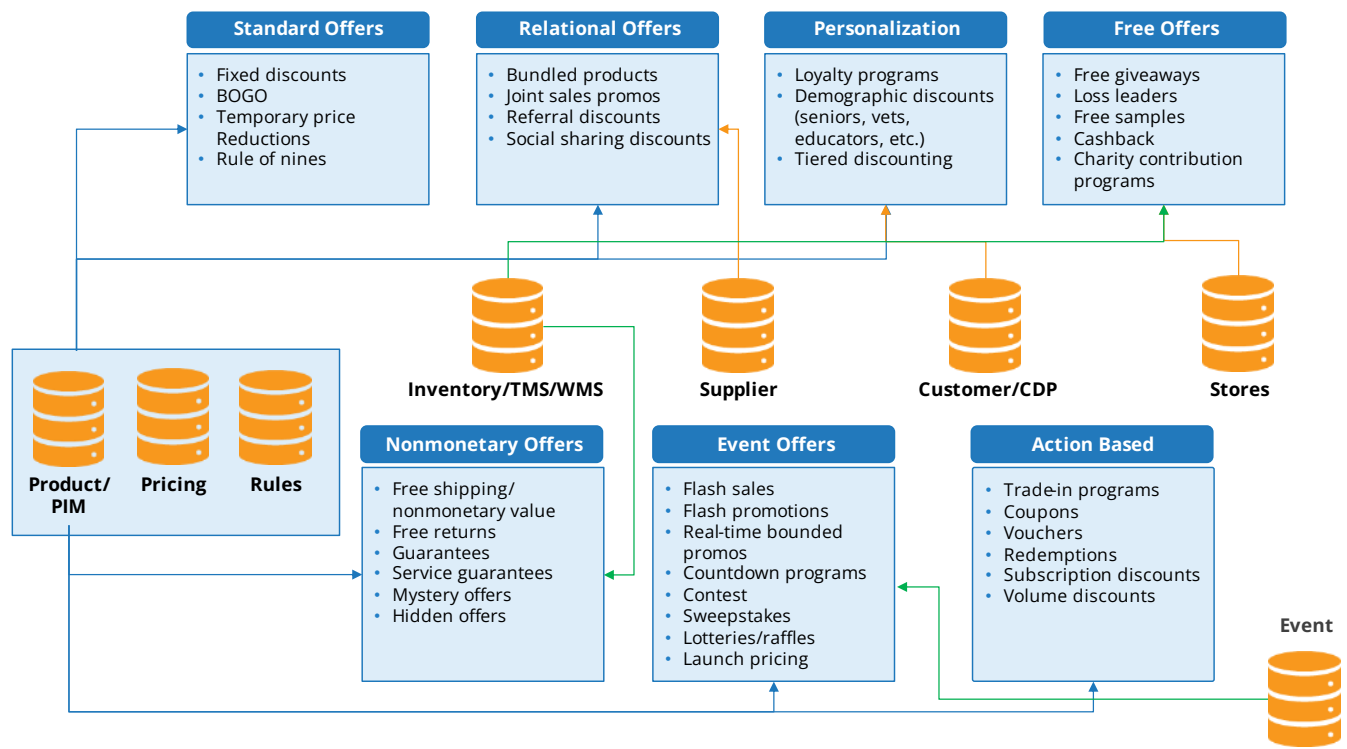 Standard Offers
• Fixed discounts
• BOGO
• Temporary price
Reductions
• Rule of nines
Relational Offers
• Bundled products
• Joint sales promos
• Referral discounts
• Social sharing discounts
Personalization
• Loyalty programs
• Demographic discounts
(seniors, vets,
educators, etc.)
• Tiered discounting
Free Offers
• Free giveaways
• Loss leaders
• Free samples
• Cashback
• Charity contribution
programs
Inventory/TMS/WMS
Supplier
Customer/CDP
Stores
Product/
PIM
Pricing
Rules
Nonmonetary Offers
• Free shipping/
nonmonetary value
• Free returns
• Guarantees
• Service guarantees
• Mystery offers
• Hidden offers
Event Offers
• Flash sales
• Flash promotions
• Real-time bounded
promos
• Countdown programs
• Contest
• Sweepstakes
• Lotteries/raffles
• Launch pricing
Action Based
• Trade-in programs
• Coupons
• Vouchers
• Redemptions
• Subscription discounts
• Volume discounts
Event